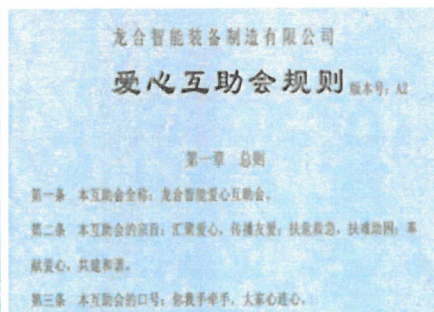 龙合智能装备制造有限公司
爱心互助会规则 版本号：A2
第一章 总则
第一条 本互助会全称：龙合智能爱心互助会。
第二条 本互助会的宗旨：汇聚爱心、传播友爱；扶危救急、扶难助困；奉
献爱心、共建和谐。
第三条 本互助会的口号：你我手牵手，大家心连心。